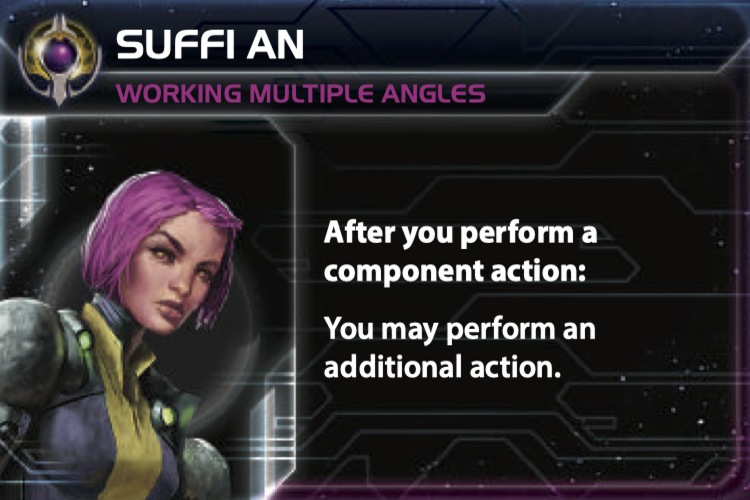 SUFFI AN
WORKING MULTIPLE ANGLES
After you perform a
component action:
You may perform an
additional action.